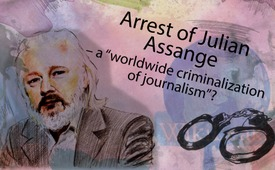 Arrest of Julian
Assange
– a "worldwide criminalization
of journalism"?